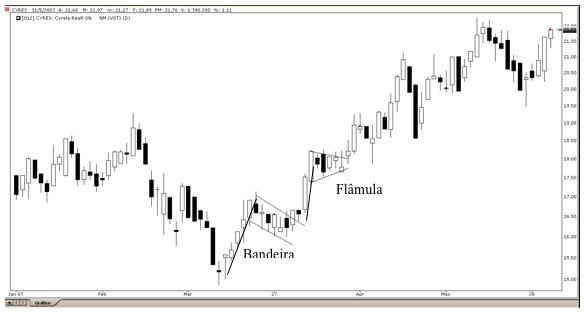 CYRE3 31/5/2007 A: 21,60 M: 21,97 m: 21,27 F: 21,89 PM: 21,76 V: 1.390.200 %: 1.11
[012] CYRE3: Cyrela Realt ON NM (VST) (D)
22.00
21.50
21.00
20.50
20.00
19.50
19.00
18.50
18.00
17.50
17.00
16.50
16.00
15.50
15.00
Flâmula
Bandeira
Jan'07 Feb Mar 27 Apr May 28
Gráfico